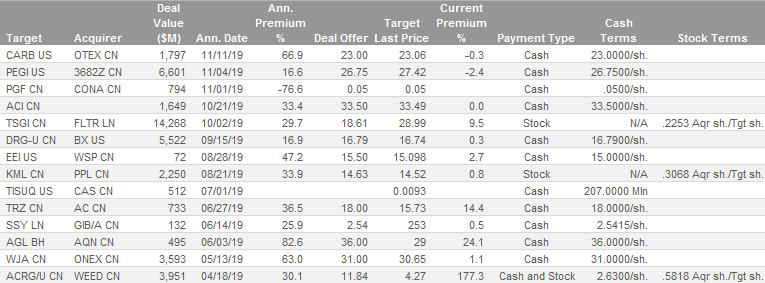 Deal Ann. Current
Value Premium Target Premium Cash
Target Acquirer ($M) Ann. Date % Deal Offer Last Price % Payment Type Terms Stock Terms
CARB US OTEX CN 1,797 11/11/19 66.9 23.00 23.06 -0.3 Cash 23.0000/sh.
PEGI US 3682Z CN 6,601 11/04/19 16.6 26.75 27.42 -2.4 Cash 26.7500/sh.
PGF CN CONA CN 794 11/01/19 -76.6 0.05 0.05 Cash .0500/sh.
ACI CN 1,649 10/21/19 33.4 33.50 33.49 0.0 Cash 33.5000/sh.
TSGI CN FLTR LN 14,268 10/02/19 29.7 18.61 28.99 9.5 Stock N/A .2253 Aqr sh./Tgt sh.
DRG-U CN BX US 5,522 09/15/19 16.9 16.79 16.74 0.3 Cash 16.7900/sh.
EEI US WSP CN 72 08/28/19 47.2 15.50 15.098 2.7 Cash 15.0000/sh.
KML CN PPL CN 2,250 08/21/19 33.9 14.63 14.52 0.8 Stock N/A .3068 Aqr sh./Tgt sh.
TISUQ US CAS CN 512 07/01/19 0.0093 Cash 207.0000 Mln
TRZ CN AC CN 733 06/27/19 36.5 18.00 15.73 14.4 Cash 18.0000/sh.
SSY LN GIB/A CN 132 06/14/19 25.9 2.54 253 0.5 Cash 2.5415/sh.
AGL BH AQN CN 495 06/03/19 82.6 36.00 29 24.1 Cash 36.0000/sh.
WJA CN ONEX CN 3,593 05/13/19 63.0 31.00 30.65 1.1 Cash 31.0000/sh.
ACRG/U CN WEED CN 3,951 04/18/19 30.1 11.84 4.27 177.3 Cash and Stock 2.6300/sh. .5818 Aqr sh./Tgt sh.